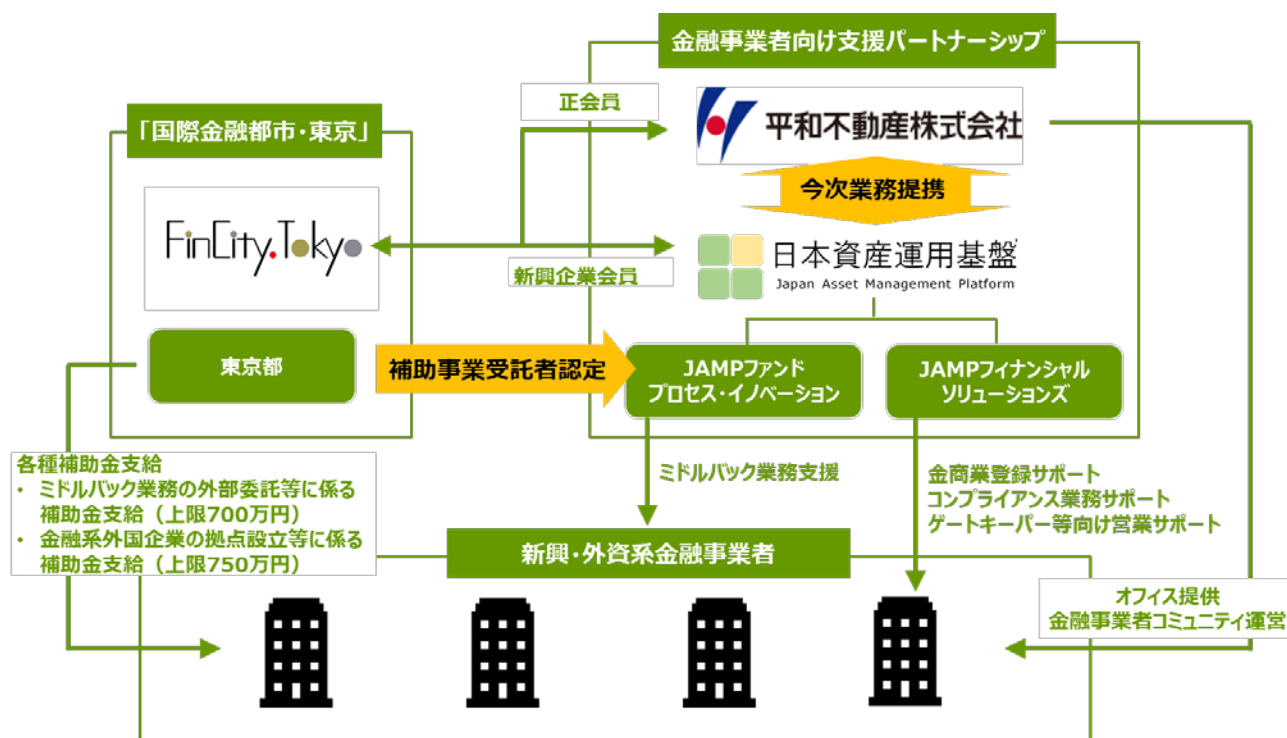 金融事業者向け支援パートナーシップ
正会員
平和不動産株式会社
「国際金融都市・東京」
今次業務提携
FinCity.Tokyo
日本資産運用基盤
Japan Asset Management Platform
新興企業会員
東京都
補助事業受託者認定
JAMPファンド
プロセス・イノベーション
JAMPフィナンシャル
ソリューションズ
各種補助金支給
・ ミドルバック業務の外部委託等に係る
補助金支給（上限700万円）
・ 金融系外国企業の拠点設立等に係る
補助金支給（上限750万円）
ミドルバック業務支援
金商業登録サポート
コンプライアンス業務サポート
ゲートキーパー等向け営業サポート
新興・外資系金融事業者
オフィス提供
金融事業者コミュニティ運営